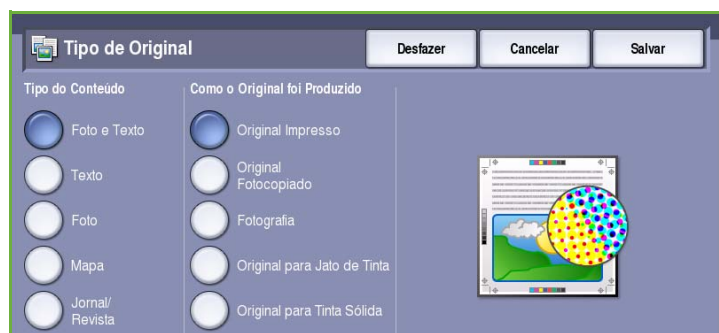 Tipo de Original
Desfazer
Cancelar
Salvar
Tipo do Conteúdo
Foto e Texto
Texto
Foto
Mapa
Jornal/
Revista
Como o Original foi Produzido
Original Impresso
Original
Fotocopiado
Fotografia
Original para Jato de Tinta
Original para Tinta Sólida